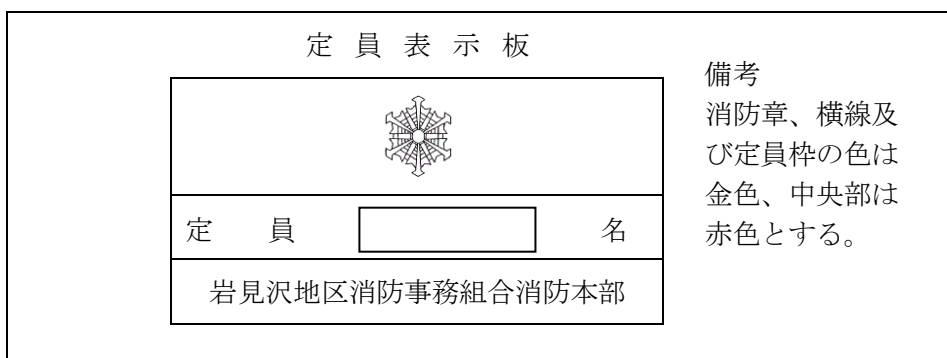 定員表示板
定員 名
岩見沢地区消防事務組合消防本部
備考
消防章、横線及
び定員枠の色は
金色、中央部は
赤色とする。